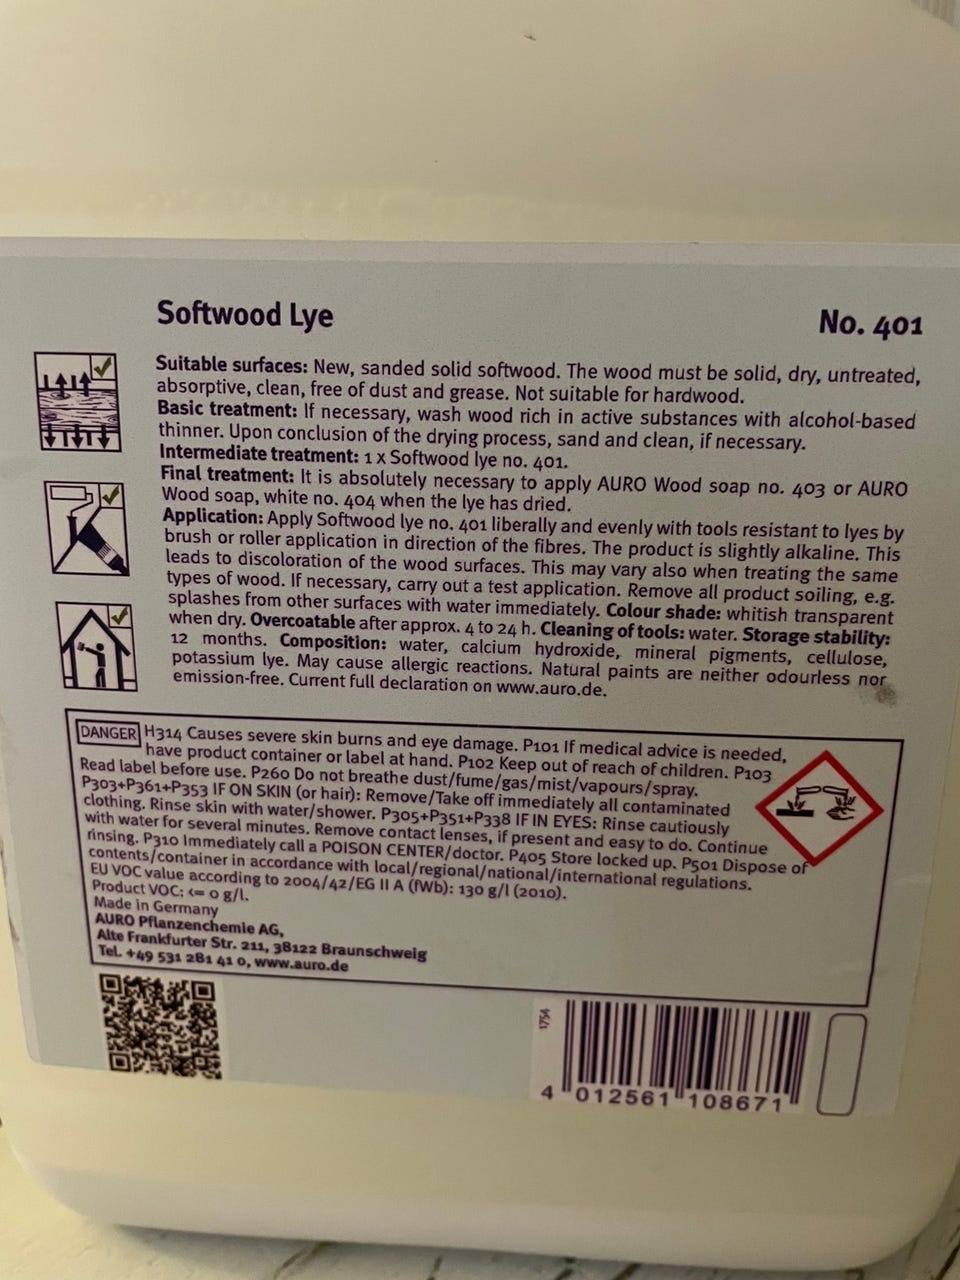 Softwood Lye
No. 401
Suitable surfaces: New, sanded solid softwood. The wood must be solid, dry, untreated,
absorptive, clean, free of dust and grease. Not suitable for hardwood.
Basic treatment: If necessary, wash wood rich in active substances with alcohol-based
thinner. Upon conclusion of the drying process, sand and clean, if necessary.
Intermediate treatment: 1 x Softwood lye no. 401.
Final treatment: It is absolutely necessary to apply AURO Wood soap no. 403 or AURO
Wood soap, white no. 404 when the lye has dried.
Application: Apply Softwood lye no. 401 liberally and evenly with tools resistant to lyes by
brush or roller application in direction of the fibres. The product is slightly alkaline. This
leads to discoloration of the wood surfaces. This may vary also when treating the same
types of wood. If necessary, carry out a test application. Remove all product soiling, e.g.
splashes from other surfaces with water immediately. Colour shade: whitish transparent
when dry. Overcoatable after approx. 4 to 24 h. Cleaning of tools: water. Storage stability:
12 months. Composition: water, calcium hydroxide, mineral pigments, cellulose,
potassium lye. May cause allergic reactions. Natural paints are neither odourless nor
emission-free. Current full declaration on www.auro.de.
DANGER H314 Causes severe skin burns and eye damage. P101 If medical advice is needed,
have product container or label at hand. P102 Keep out of reach of children. P103
Read label before use. P260 Do not breathe dust/fume/gas/mist/vapours/spray.
P303+P361+P353 IF ON SKIN (or hair): Remove/Take off immediately all contaminated
clothing. Rinse skin with water/shower. P305+P351+P338 IF IN EYES: Rinse cautiously
with water for several minutes. Remove contact lenses, if present and easy to do. Continue
rinsing. P310 Immediately call a POISON CENTER/doctor. P405 Store locked up. P501 Dispose of
contents/container in accordance with local/regional/national/international regulations.
EU VOC value according to 2004/42/EG II A (fWb): 130 g/l (2010).
Product VOC: <= 0 g/l.
Made in Germany
AURO Pflanzenchemie AG,
Alte Frankfurter Str. 211, 38122 Braunschweig
Tel. +49 531 281 41 0, www.auro.de
1754
4 012561 108671